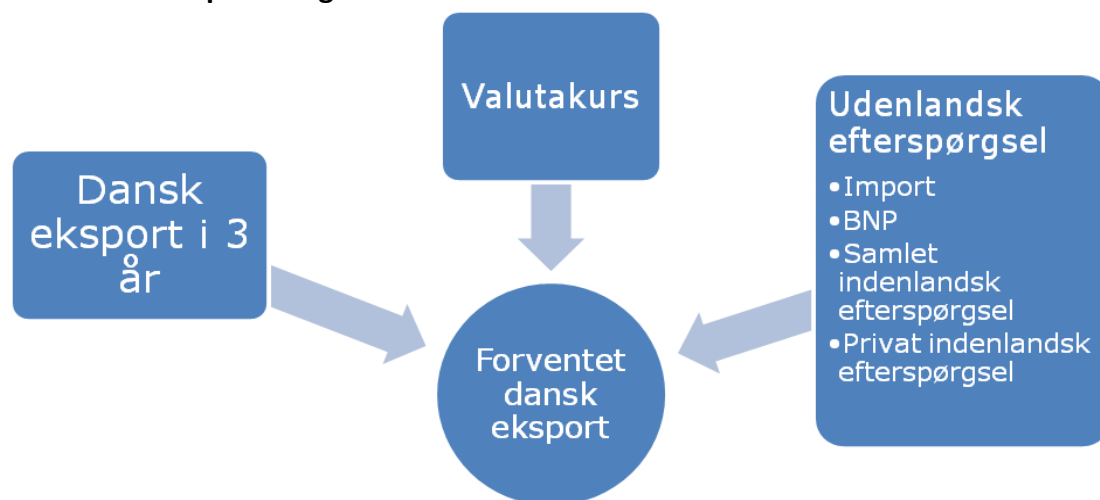 Valutakurs
Dansk
eksport i 3
år
Udenlandsk
efterspørgsel
•Import
•BNP
•Samlet
indenlandsk
efterspørgsel
•Privat indenlandsk
efterspørgsel
Forventet
dansk
eksport